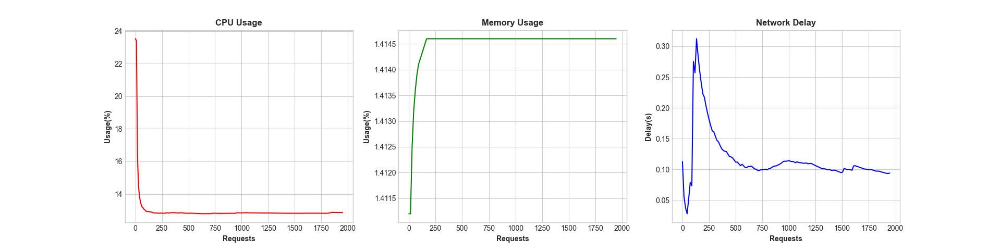 CPU Usage
24
22
20
18
16
14
Usage(%)
0 250 500 750 1000 1250 1500 1750 2000
Requests
Memory Usage
1.4145
1.4140
1.4135
1.4130
1.4125
1.4120
1.4115
Usage(%)
0 250 500 750 1000 1250 1500 1750 2000
Requests
Network Delay
0.30
0.25
0.20
0.15
0.10
0.05
Delay(s)
0 250 500 750 1000 1250 1500 1750 2000
Requests